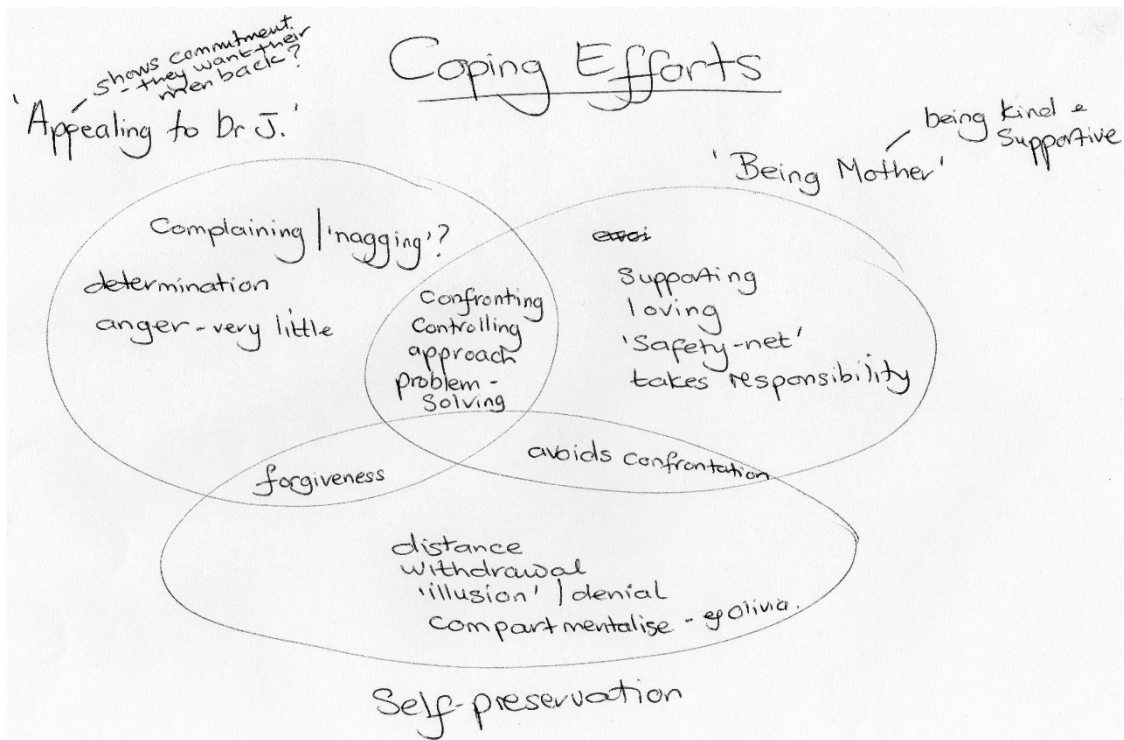 Coping Efforts
shows commitment
- they want their
men back?
'Appealing to Dr J.'
being kind &
supportive
'Being Mother'
Complaining / 'nagging'?
determination
anger - very little
Confronting
Controlling
approach
problem -
solving
Supporting
loving
'Safety-net'
takes responsibility
forgiveness
avoids confrontation
distance
withdrawal
'illusion' / denial
compartmentalise - eg Olivia.
Self-preservation